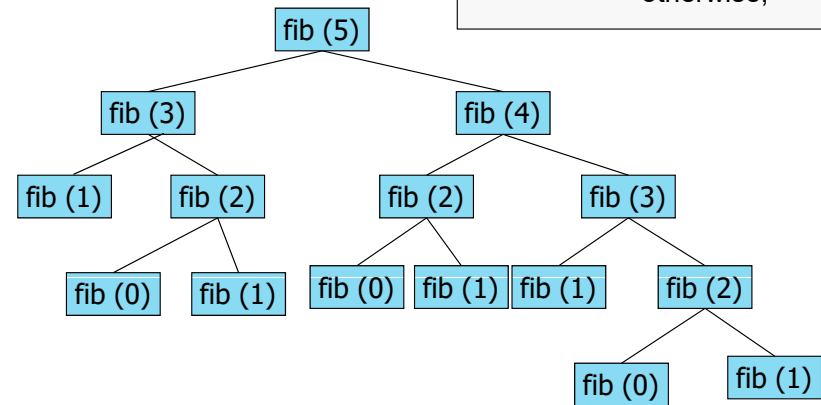 otherwise;
fib (5)
fib (3)
fib (4)
fib (1)
fib (2)
fib (2)
fib (3)
fib (0)
fib (1)
fib (0)
fib (1)
fib (1)
fib (2)
fib (0)
fib (1)